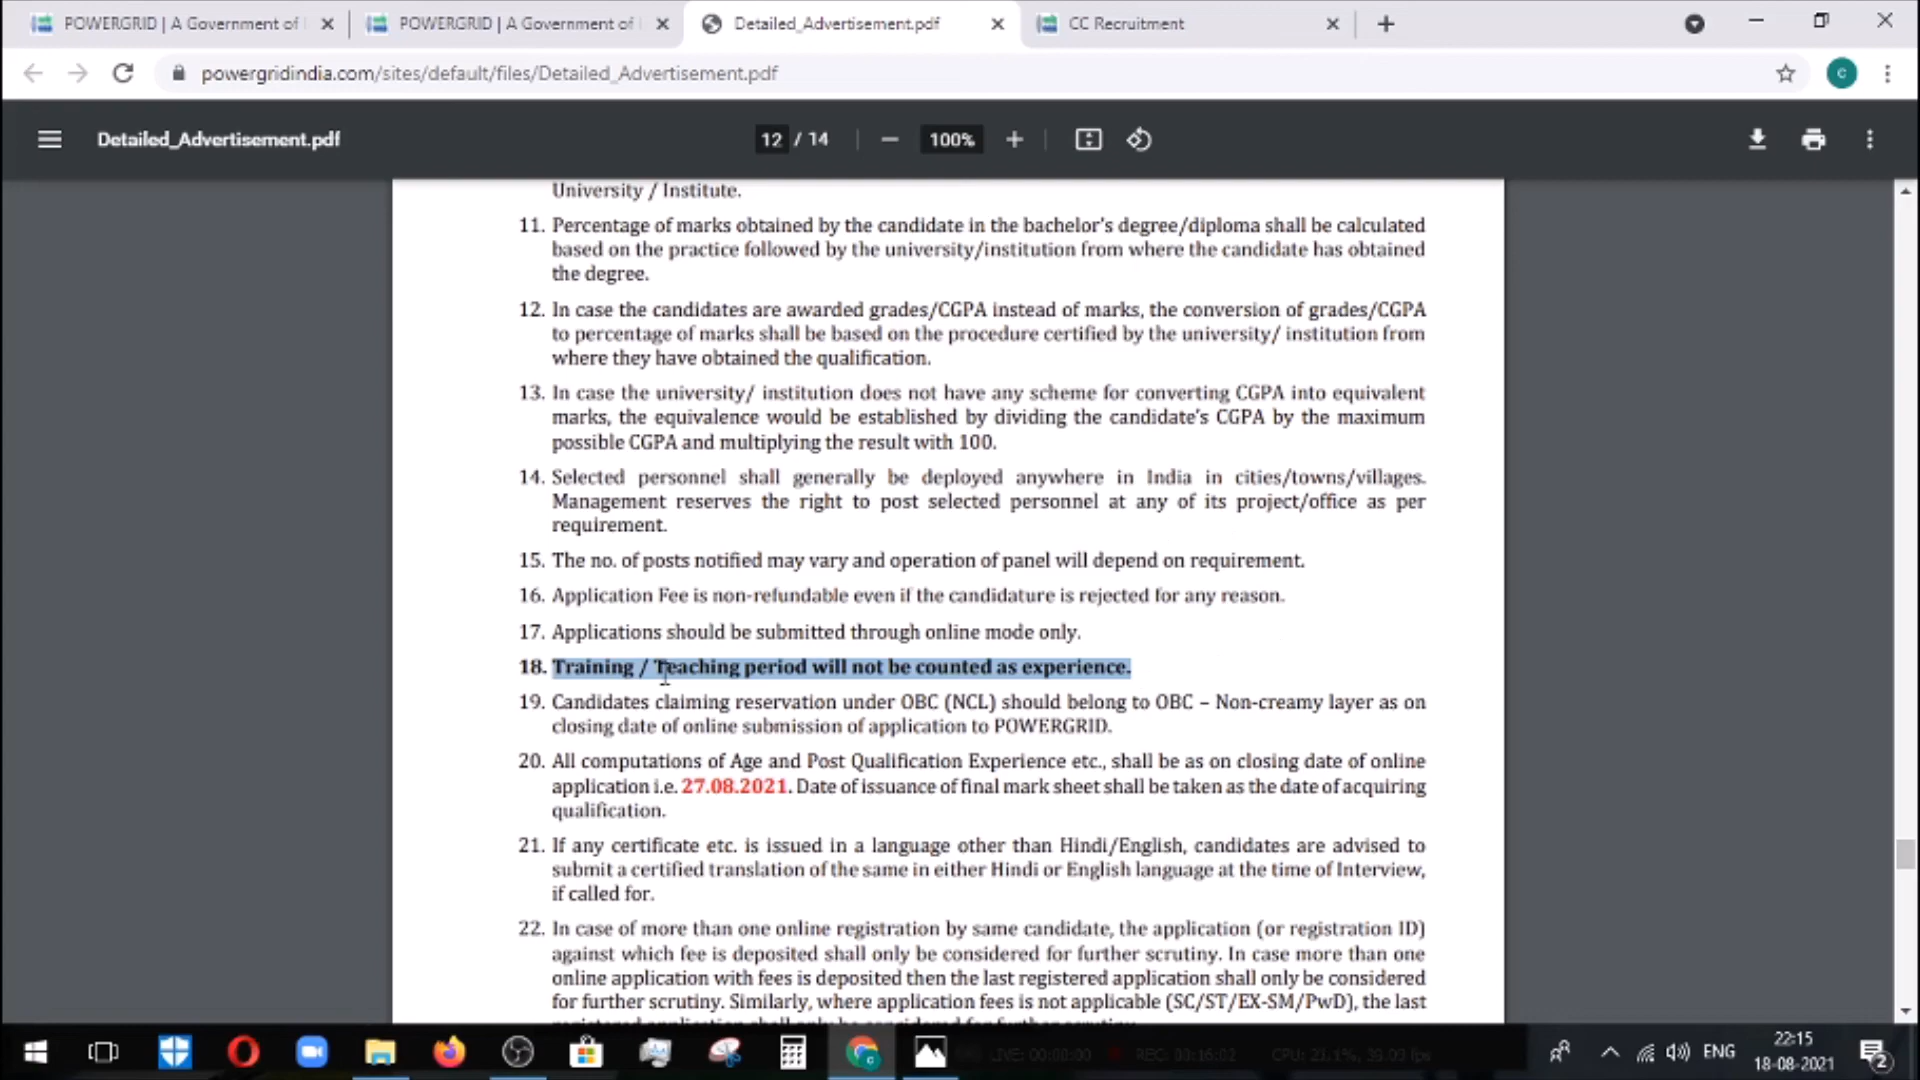 POWERGRID | A Government of I
POWERGRID | A Government of I
Detailed_Advertisement.pdf
CC Recruitment
powergridindia.com/sites/default/files/Detailed_Advertisement.pdf
C
Detailed_Advertisement.pdf
12 / 14
100%
University / Institute.
11. Percentage of marks obtained by the candidate in the bachelor's degree/diploma shall be calculated
based on the practice followed by the university/institution from where the candidate has obtained
the degree.
12. In case the candidates are awarded grades/CGPA instead of marks, the conversion of grades/CGPA
to percentage of marks shall be based on the procedure certified by the university/ institution from
where they have obtained the qualification.
13. In case the university/ institution does not have any scheme for converting CGPA into equivalent
marks, the equivalence would be established by dividing the candidate's CGPA by the maximum
possible CGPA and multiplying the result with 100.
14. Selected personnel shall generally be deployed anywhere in India in cities/towns/villages.
Management reserves the right to post selected personnel at any of its project/office as per
requirement.
15. The no. of posts notified may vary and operation of panel will depend on requirement.
16. Application Fee is non-refundable even if the candidature is rejected for any reason.
17. Applications should be submitted through online mode only.
18. Training / Teaching period will not be counted as experience.
19. Candidates claiming reservation under OBC (NCL) should belong to OBC – Non-creamy layer as on
closing date of online submission of application to POWERGRID.
20. All computations of Age and Post Qualification Experience etc., shall be as on closing date of online
application i.e. 27.08.2021. Date of issuance of final mark sheet shall be taken as the date of acquiring
qualification.
21. If any certificate etc. is issued in a language other than Hindi/English, candidates are advised to
submit a certified translation of the same in either Hindi or English language at the time of Interview,
if called for.
22. In case of more than one online registration by same candidate, the application (or registration ID)
against which fee is deposited shall only be considered for further scrutiny. In case more than one
online application with fees is deposited then the last registered application shall only be considered
for further scrutiny. Similarly, where application fees is not applicable (SC/ST/EX-SM/PwD), the last
registered application shall only be considered for further scrutiny.
LIVE: 00:00:00 REC: 00:16:02
ENG
22:15
18-08-2021
2